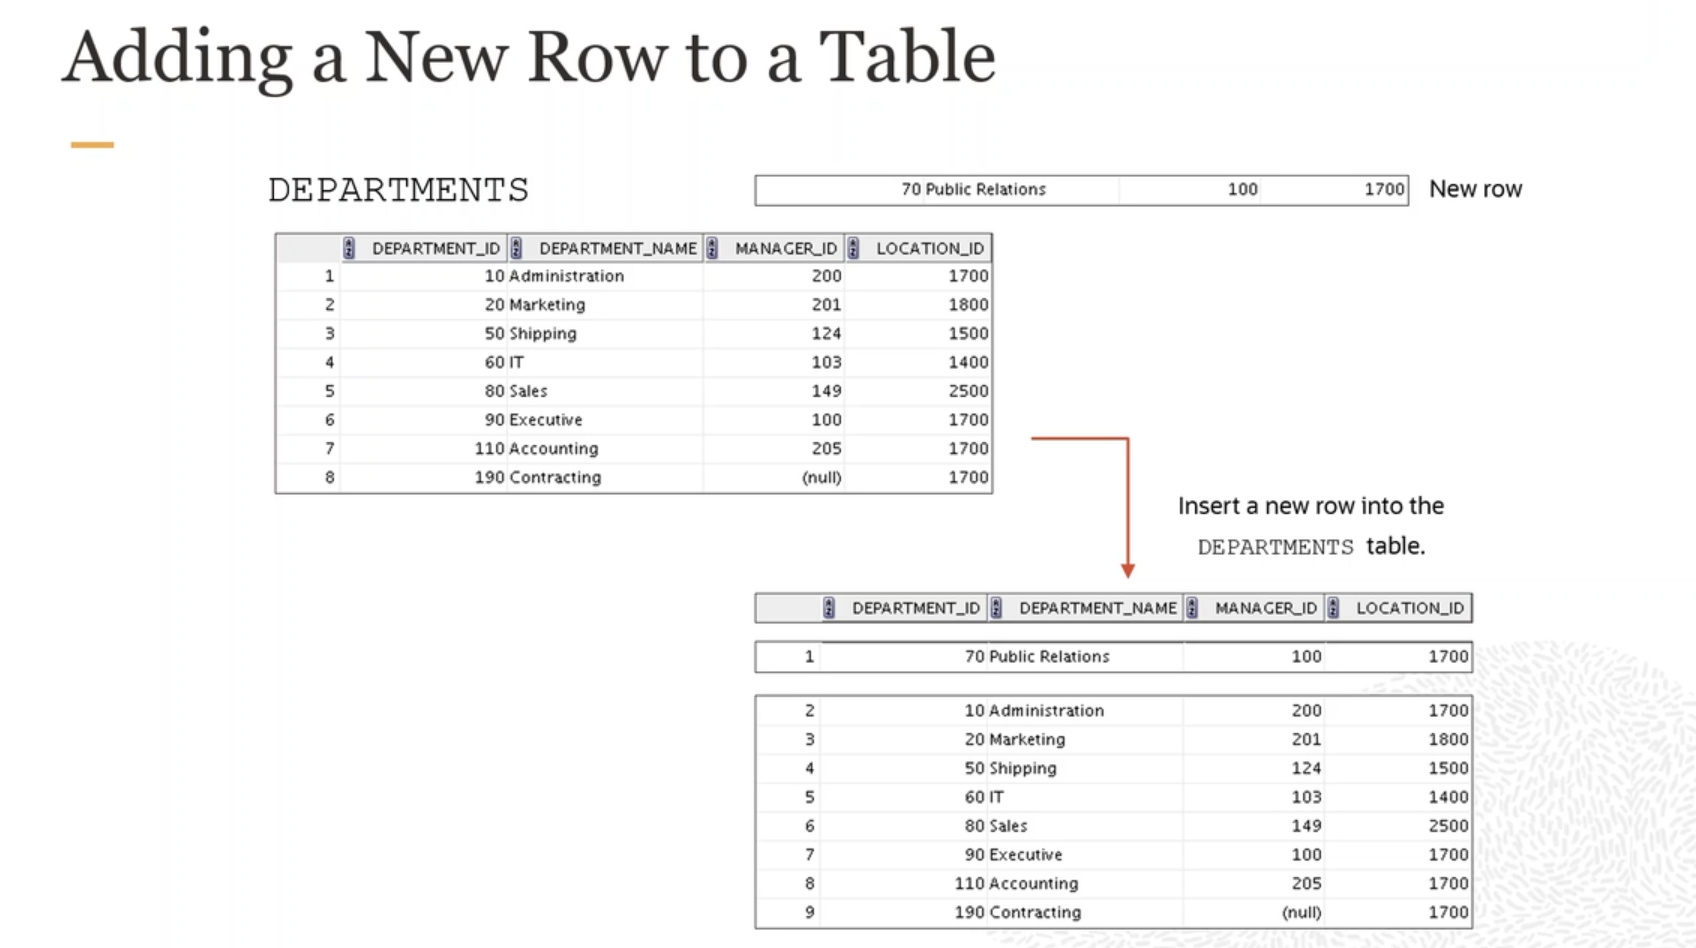 Adding a New Row to a Table
DEPARTMENTS
70 Public Relations 100 1700 New row
DEPARTMENT_ID DEPARTMENT_NAME MANAGER_ID LOCATION_ID
1 10 Administration 200 1700
2 20 Marketing 201 1800
3 50 Shipping 124 1500
4 60 IT 103 1400
5 80 Sales 149 2500
6 90 Executive 100 1700
7 110 Accounting 205 1700
8 190 Contracting (null) 1700
Insert a new row into the
DEPARTMENTS table.
DEPARTMENT_ID DEPARTMENT_NAME MANAGER_ID LOCATION_ID
1 70 Public Relations 100 1700
2 10 Administration 200 1700
3 20 Marketing 201 1800
4 50 Shipping 124 1500
5 60 IT 103 1400
6 80 Sales 149 2500
7 90 Executive 100 1700
8 110 Accounting 205 1700
9 190 Contracting (null) 1700